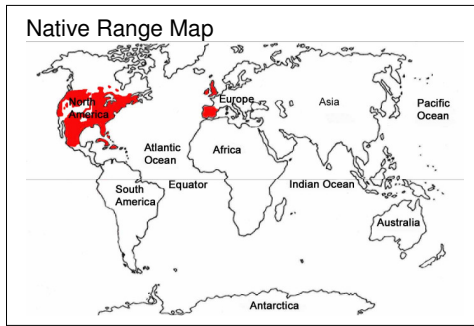 Native Range Map
North
America
Europe
Asia
Pacific
Ocean
Atlantic
Ocean
Africa
South
America
Equator
Indian Ocean
Australia
Antarctica